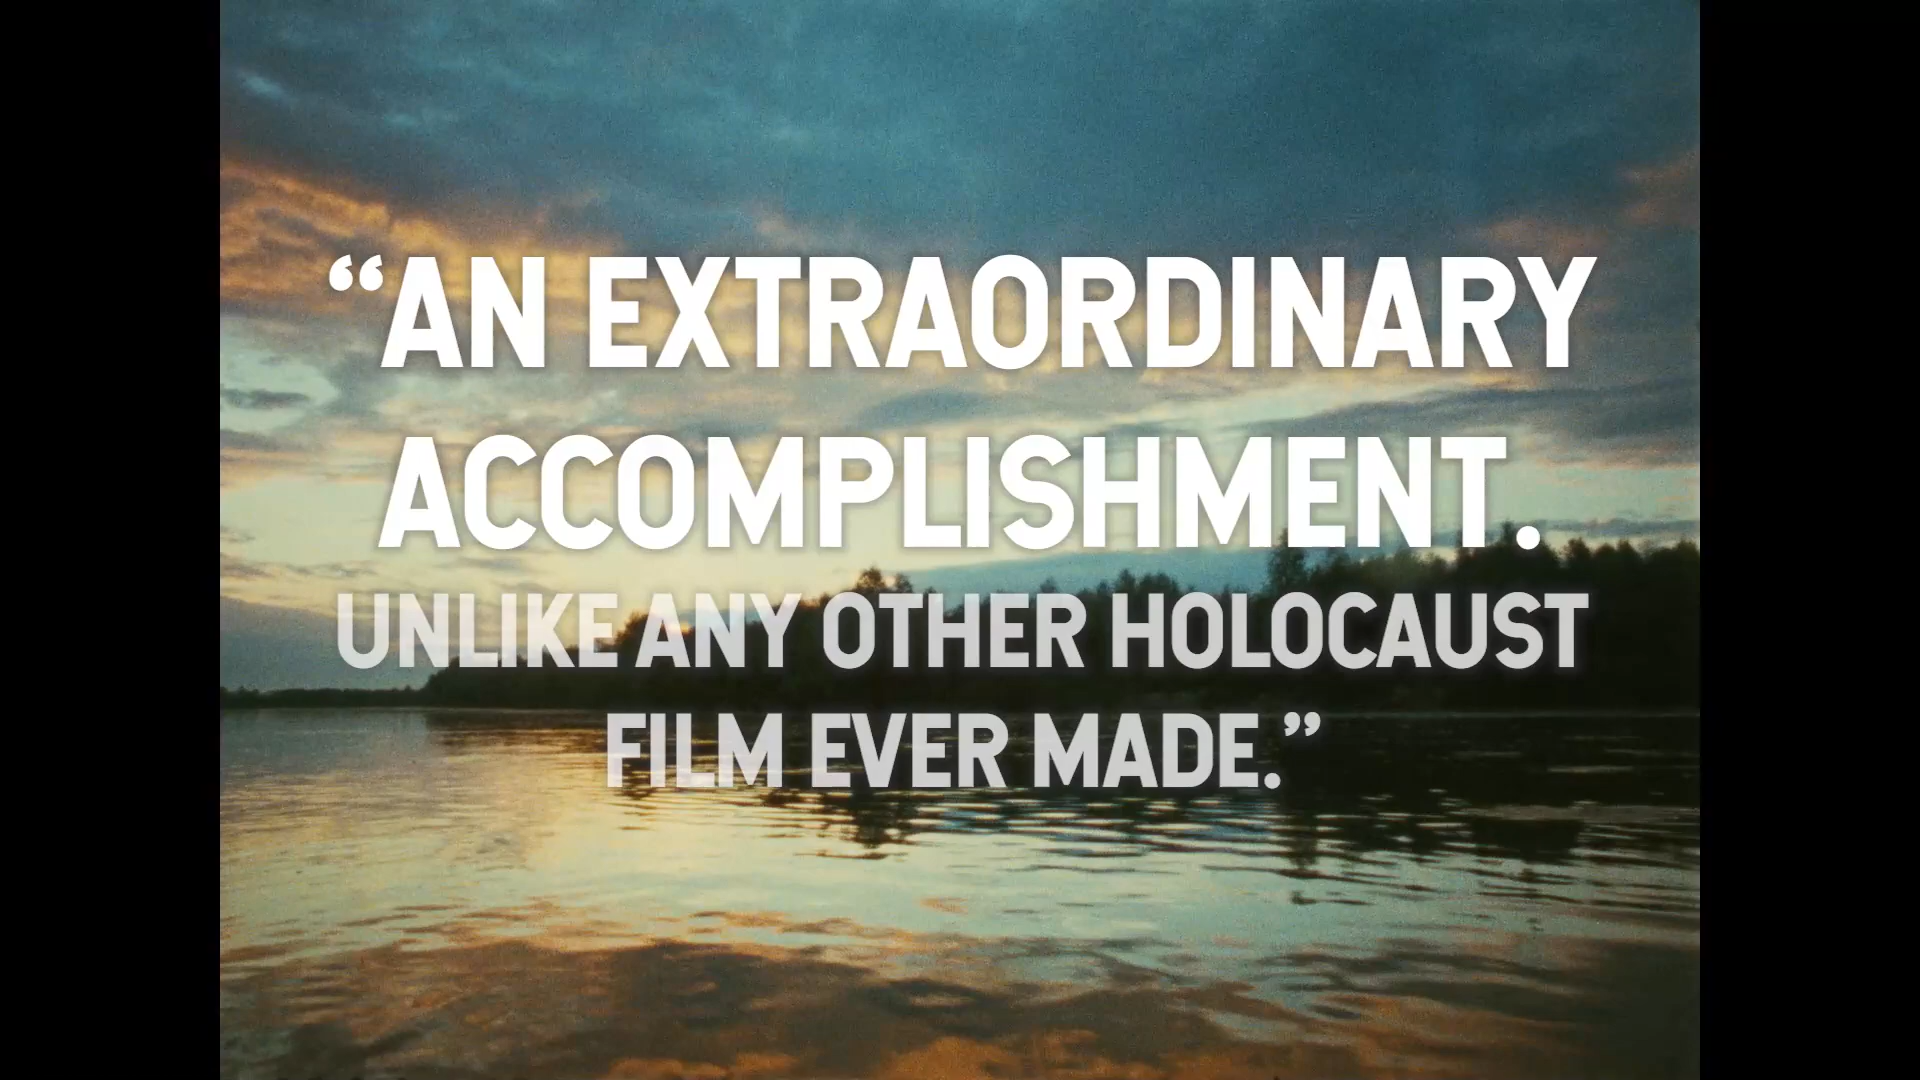 “AN EXTRAORDINARY
ACCOMPLISHMENT.
UNLIKE ANY OTHER HOLOCAUST
FILM EVER MADE.”